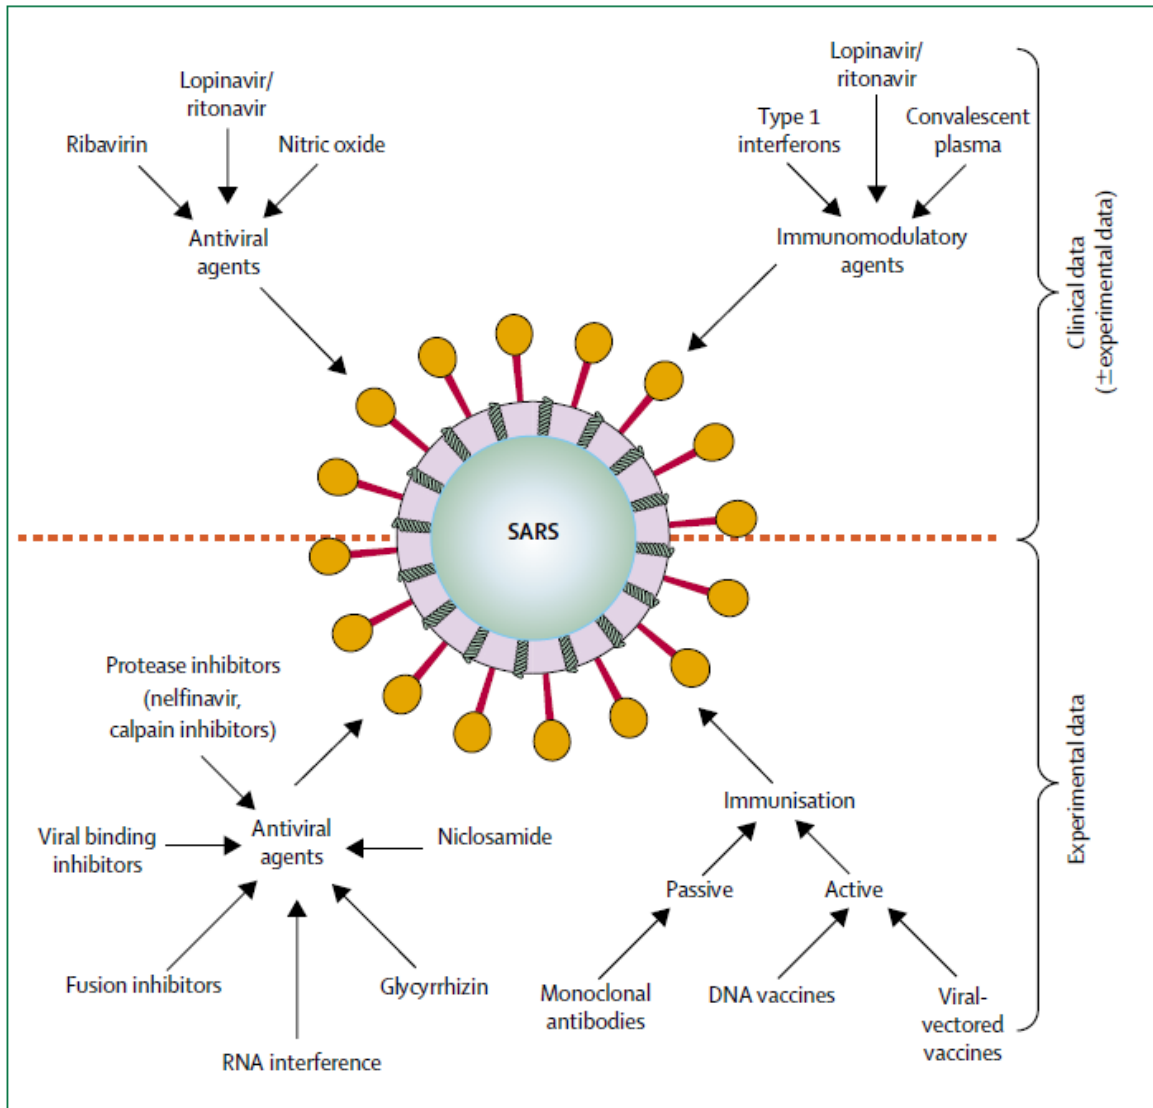 Lopinavir/
ritonavir
Ribavirin
Nitric oxide
Antiviral
agents
Lopinavir/
ritonavir
Type 1
interferons
Convalescent
plasma
Immunomodulatory
agents
Clinical data
(±experimental data)
SARS
Protease inhibitors
(nelfinavir,
calpain inhibitors)
Viral binding
inhibitors
Antiviral
agents
Niclosamide
Fusion inhibitors
Glycyrrhizin
RNA interference
Immunisation
Passive
Active
Monoclonal
antibodies
DNA vaccines
Viral-
vectored
vaccines
Experimental data